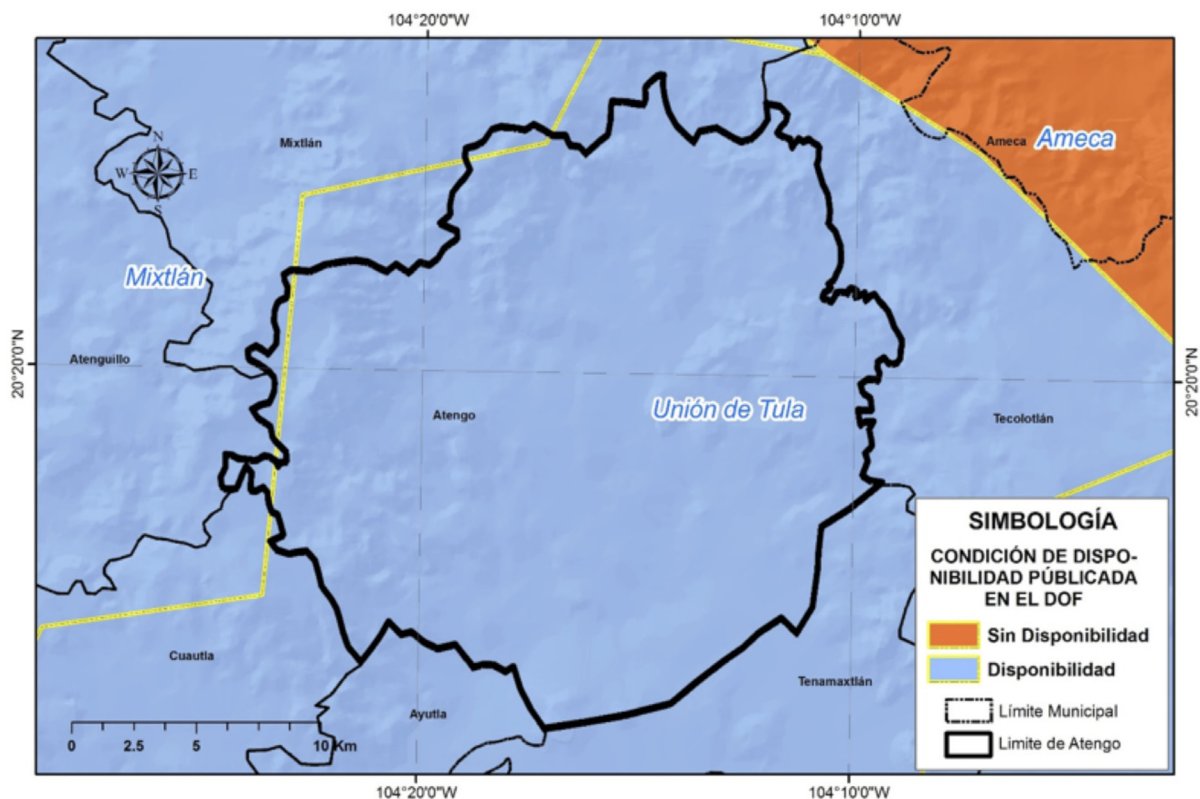 104°20'0"W
104°10'0"W
N
W
E
S
Mixtlán
Ameca
Ameca
Mixtlán
20°20'0"N
20°20'0"N
Atenguillo
Atengo
Unión de Tula
Tecolotlán
Cuautla
Tenamaxtlán
Ayutla
0
2.5
5
10 Km
SIMBOLOGÍA
CONDICIÓN DE DISPO-
NIBILIDAD PÚBLICADA
EN EL DOF
Sin Disponibilidad
Disponibilidad
Límite Municipal
Limite de Atengo
104°20'0"W
104°10'0"W